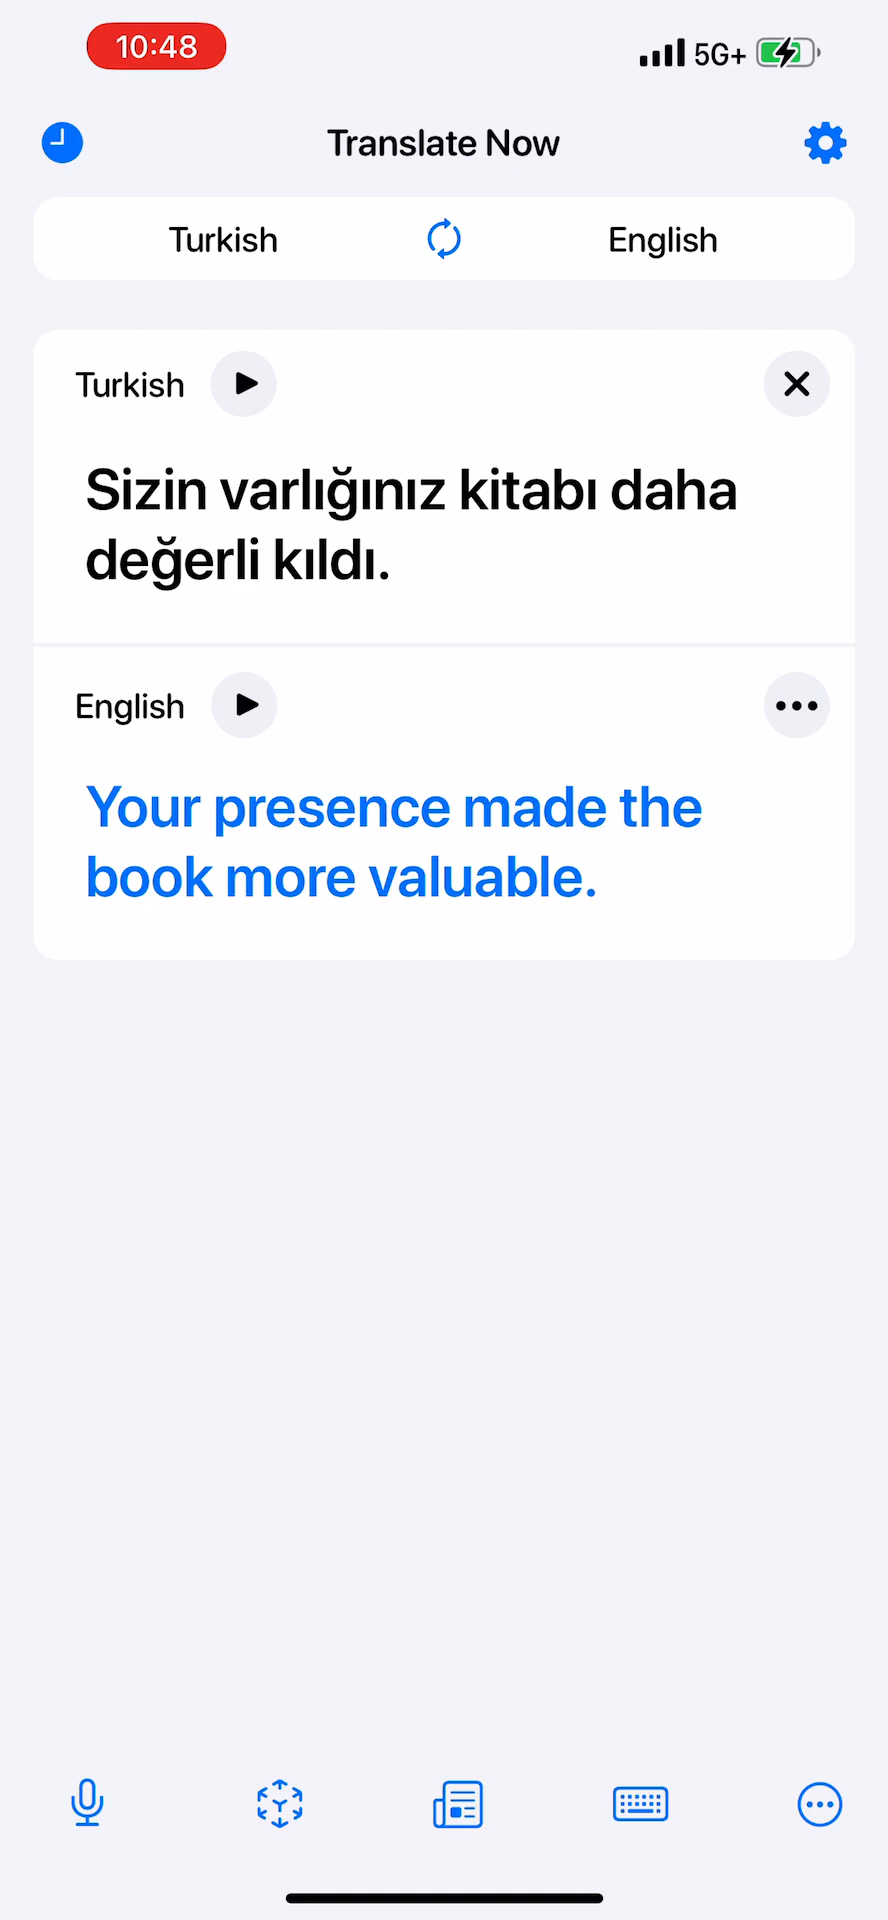 10:48
5G+
Translate Now
Turkish
English
Turkish
Sizin varlığınız kitabı daha
değerli kıldı.
English
Your presence made the
book more valuable.